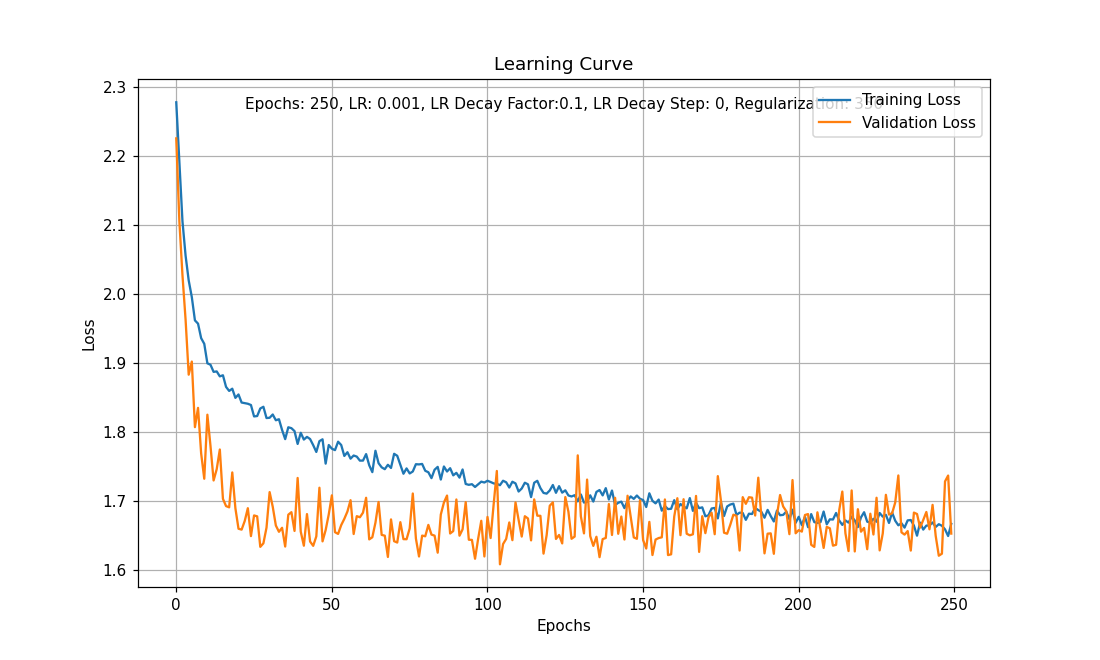 Learning Curve
Epochs: 250, LR: 0.001, LR Decay Factor:0.1, LR Decay Step: 0, Regularization:
Training Loss
Validation Loss
2.3
2.2
2.1
2.0
1.9
1.8
1.7
1.6
Loss
0 50 100 150 200 250
Epochs